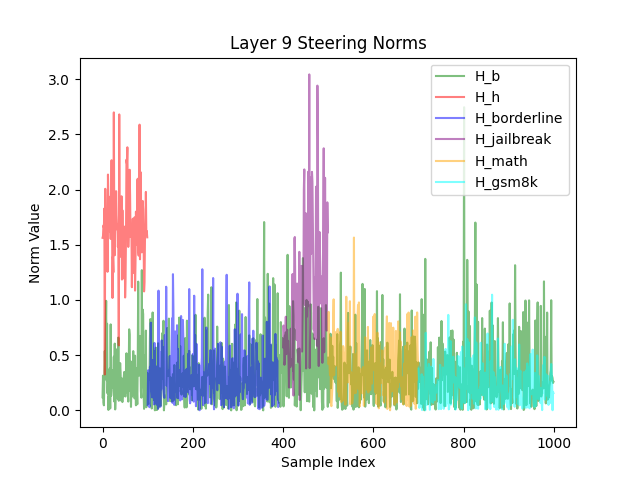 Layer 9 Steering Norms
3.0
2.5
2.0
1.5
1.0
0.5
0.0
Norm Value
H_b
H_h
H_borderline
H_jailbreak
H_math
H_gsm8k
0 200 400 600 800 1000
Sample Index